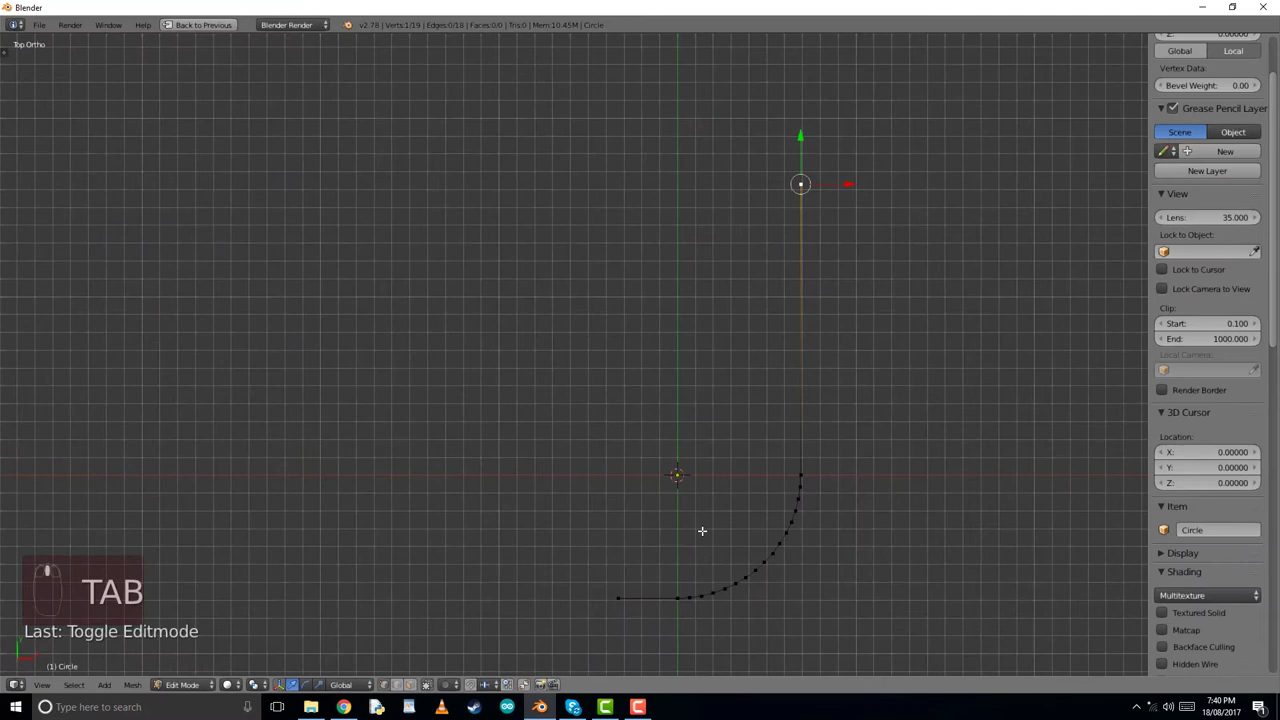 Blender
File Render Window Help Back to Previous Blender Render v2.78 | Verts:1/19 | Edges:0/18 | Faces:0/0 | Tris:0 | Mem:10.45M | Circle
Top Ortho
Z: 0.00000
Global Local
Vertex Data:
Bevel Weight: 0.00
Grease Pencil Layer
Scene Object
New
New Layer
View
Lens: 35.000
Lock to Object:
Lock to Cursor
Lock Camera to View
Clip:
Start: 0.100
End: 1000.000
Local Camera:
Render Border
3D Cursor
Location:
X: 0.00000
Y: 0.00000
Z: 0.00000
Item
Circle
Display
Shading
Multitexture
Textured Solid
Matcap
Backface Culling
Hidden Wire
TAB
Last: Toggle Editmode
(1) Circle
View Select Add Mesh Edit Mode Global
Type here to search
7:40 PM
18/08/2017